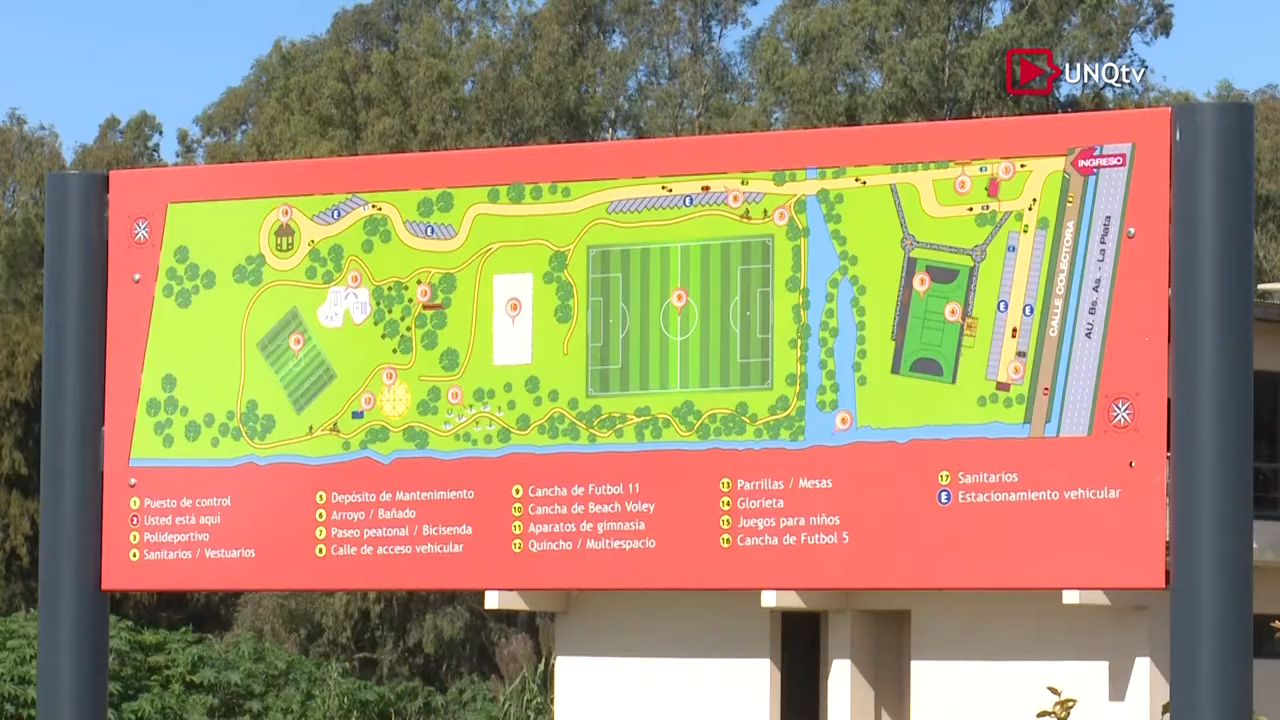 UNQtv
INGRESO
CALLE COLECTORA
AU. Bs. As. - La Plata
1 Puesto de control
2 Usted está aquí
3 Polideportivo
4 Sanitarios / Vestuarios
5 Depósito de Mantenimiento
6 Arroyo / Bañado
7 Paseo peatonal / Bicisenda
8 Calle de acceso vehicular
9 Cancha de Futbol 11
10 Cancha de Beach Voley
11 Aparatos de gimnasia
12 Quincho / Multiespacio
13 Parrillas / Mesas
14 Glorieta
15 Juegos para niños
16 Cancha de Futbol 5
17 Sanitarios
E Estacionamiento vehicular